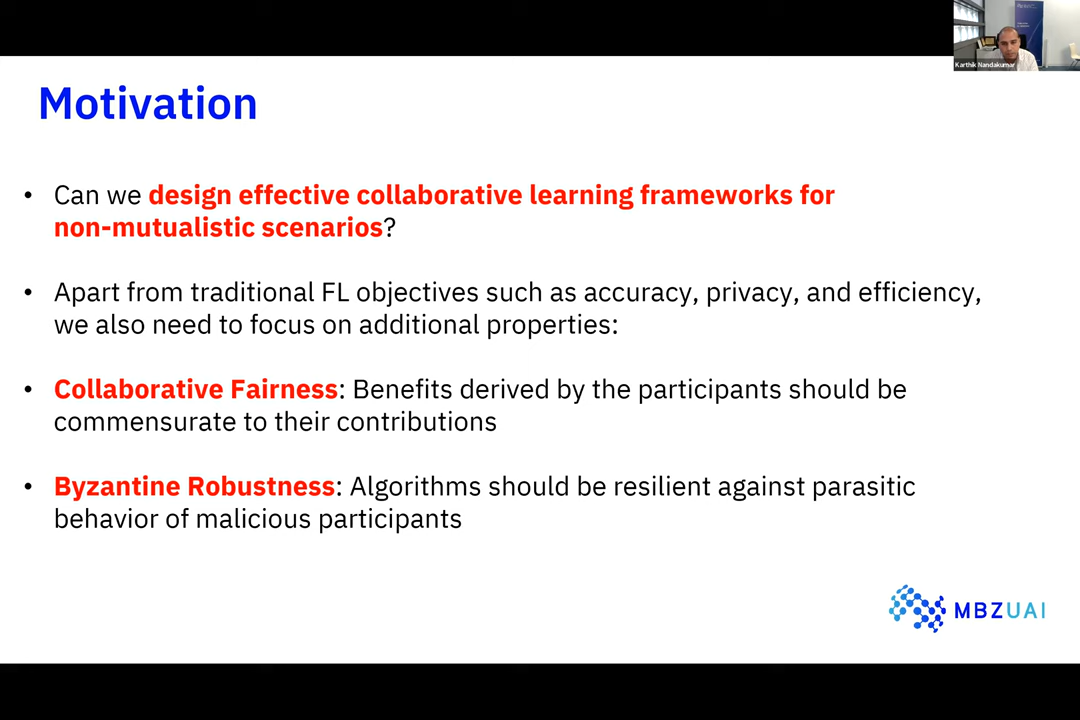 Karthik Nandakumar
Motivation
• Can we design effective collaborative learning frameworks for
non-mutualistic scenarios?
• Apart from traditional FL objectives such as accuracy, privacy, and efficiency,
we also need to focus on additional properties:
• Collaborative Fairness: Benefits derived by the participants should be
commensurate to their contributions
• Byzantine Robustness: Algorithms should be resilient against parasitic
behavior of malicious participants
MBZUAI